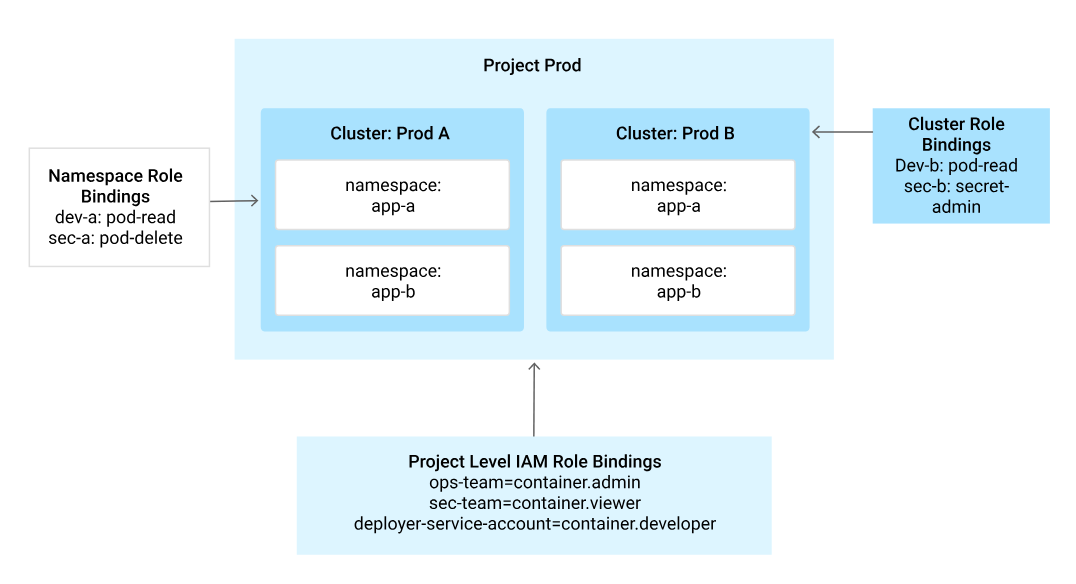 Project Prod
Cluster: Prod A
namespace:
app-a
namespace:
app-b
Cluster: Prod B
namespace:
app-a
namespace:
app-b
Namespace Role
Bindings
dev-a: pod-read
sec-a: pod-delete
Cluster Role
Bindings
Dev-b: pod-read
sec-b: secret-
admin
Project Level IAM Role Bindings
ops-team=container.admin
sec-team=container.viewer
deployer-service-account=container.developer